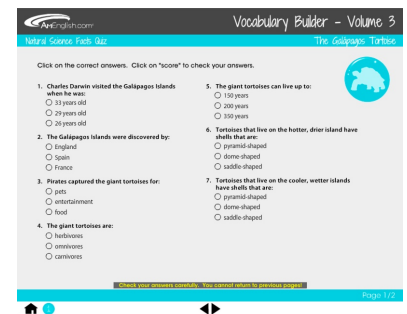 AMEnglish.com
Vocabulary Builder - Volume 3
Natural Science Facts Quiz
The Galápagos Tortoise
Click on the correct answers. Click on "score" to check your answers.
1. Charles Darwin visited the Galápagos Islands
when he was:
33 years old
29 years old
26 years old
2. The Galápagos Islands were discovered by:
England
Spain
France
3. Pirates captured the giant tortoises for:
pets
entertainment
food
4. The giant tortoises are:
herbivores
omnivores
carnivores
5. The giant tortoises can live up to:
150 years
200 years
350 years
6. Tortoises that live on the hotter, drier island have
shells that are:
pyramid-shaped
dome-shaped
saddle-shaped
7. Tortoises that live on the cooler, wetter islands
have shells that are:
pyramid-shaped
dome-shaped
saddle-shaped
Check your answers carefully. You cannot return to previous pages!
Page 1/2